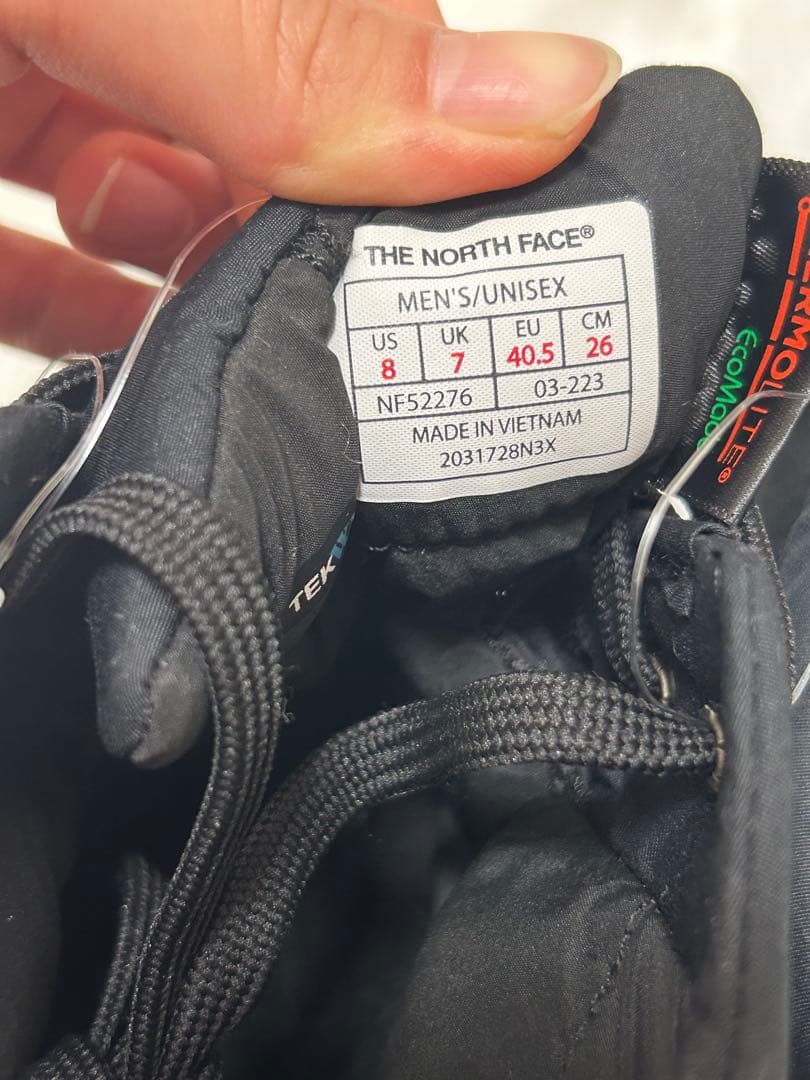 THE NORTH FACE®
MEN'S/UNISEX
US UK EU CM
8 7 40.5 26
NF52276 03-223
MADE IN VIETNAM
2031728N3X
EcoMade